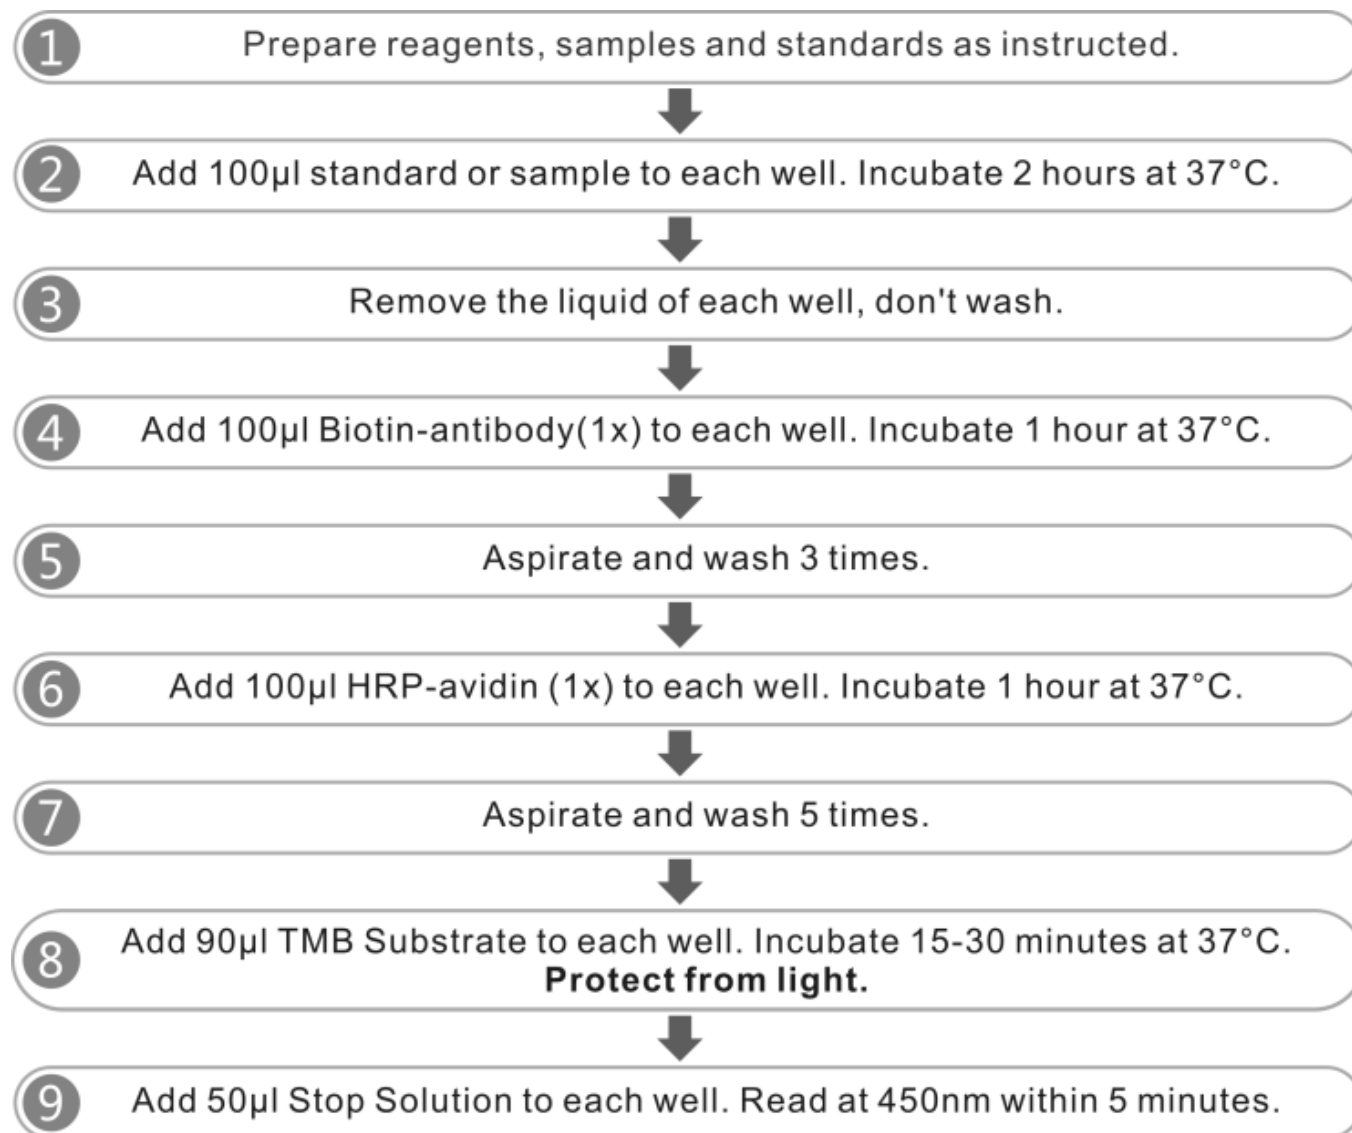 1 Prepare reagents, samples and standards as instructed.
2 Add 100µl standard or sample to each well. Incubate 2 hours at 37°C.
3 Remove the liquid of each well, don't wash.
4 Add 100µl Biotin-antibody(1x) to each well. Incubate 1 hour at 37°C.
5 Aspirate and wash 3 times.
6 Add 100µl HRP-avidin (1x) to each well. Incubate 1 hour at 37°C.
7 Aspirate and wash 5 times.
8 Add 90µl TMB Substrate to each well. Incubate 15-30 minutes at 37°C.
Protect from light.
9 Add 50µl Stop Solution to each well. Read at 450nm within 5 minutes.